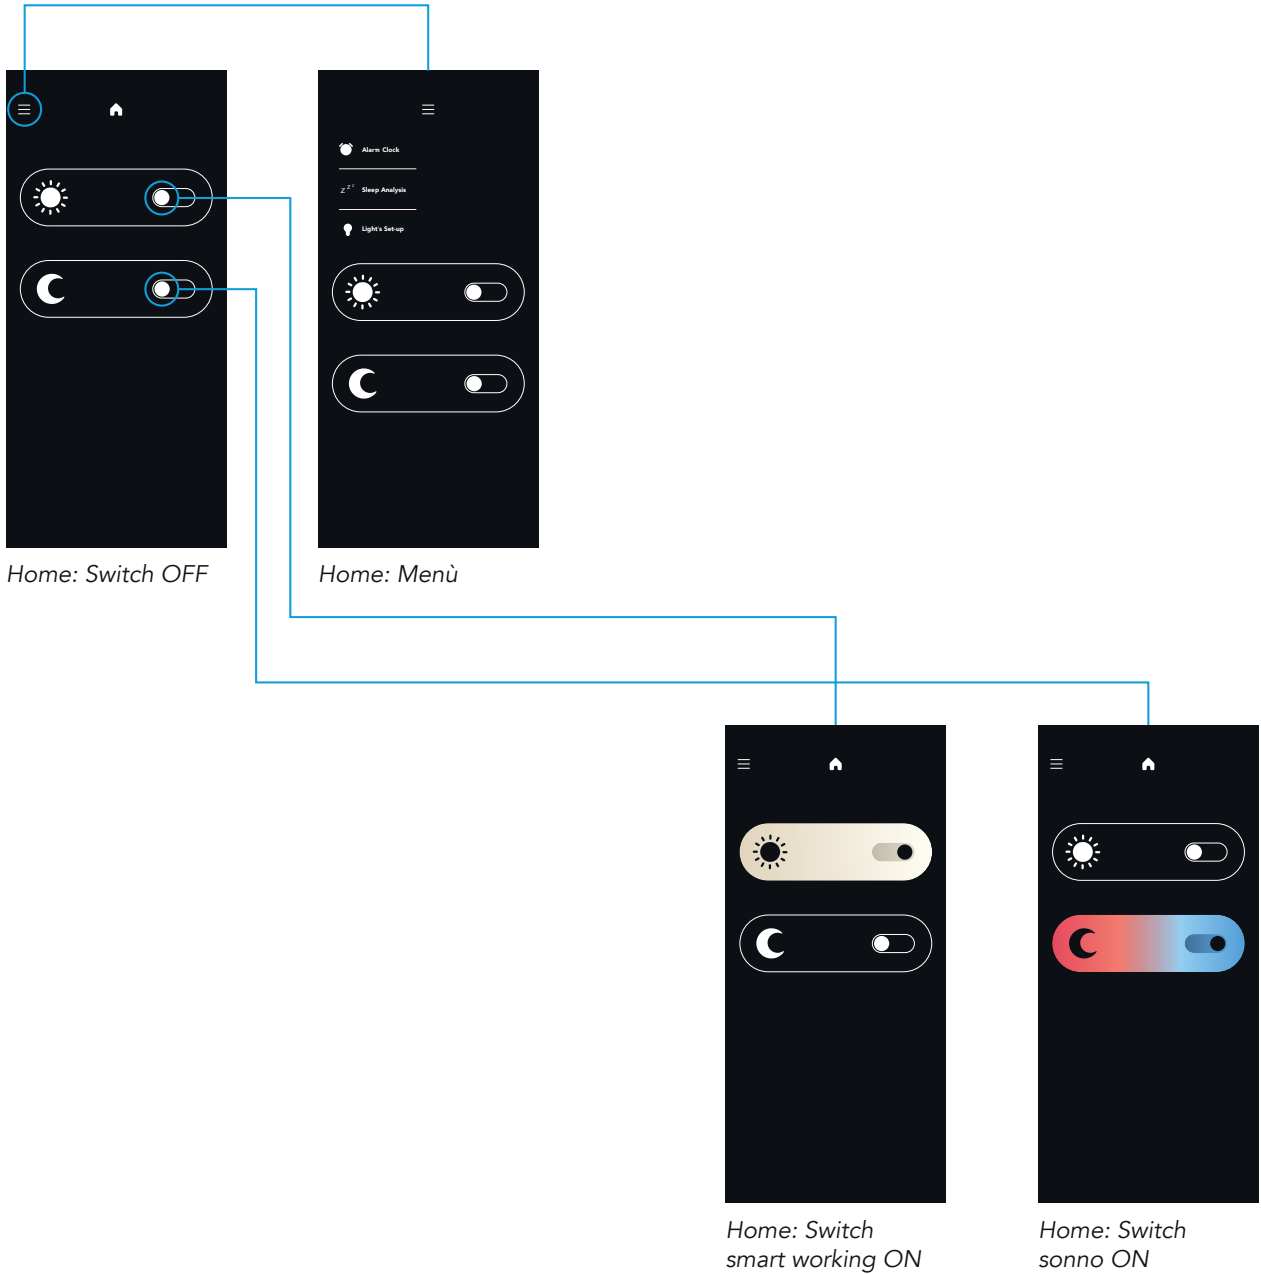 Alarm Clock
z z z Sleep Analysis
Light's Set-up
Home: Switch OFF
Home: Menù
Home: Switch
smart working ON
Home: Switch
sonno ON